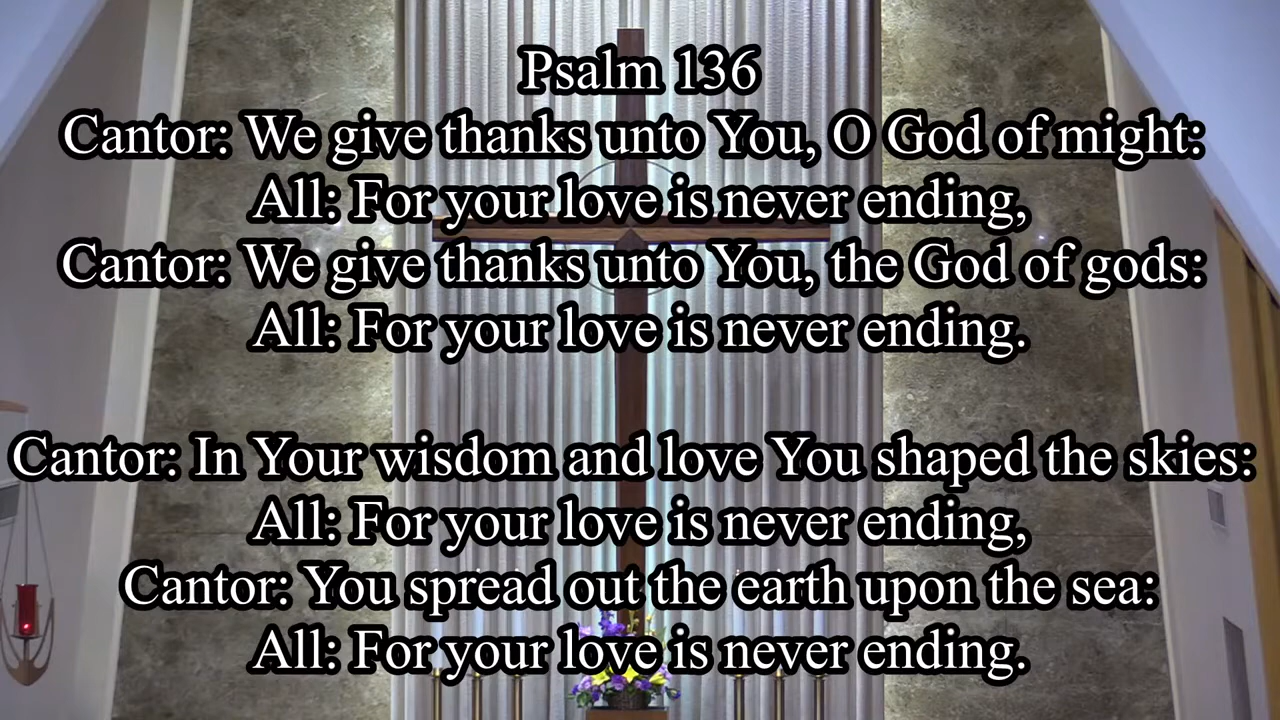 Psalm 136
Cantor: We give thanks unto You, O God of might:
All: For your love is never ending,
Cantor: We give thanks unto You, the God of gods:
All: For your love is never ending.
Cantor: In Your wisdom and love You shaped the skies:
All: For your love is never ending,
Cantor: You spread out the earth upon the sea:
All: For your love is never ending.